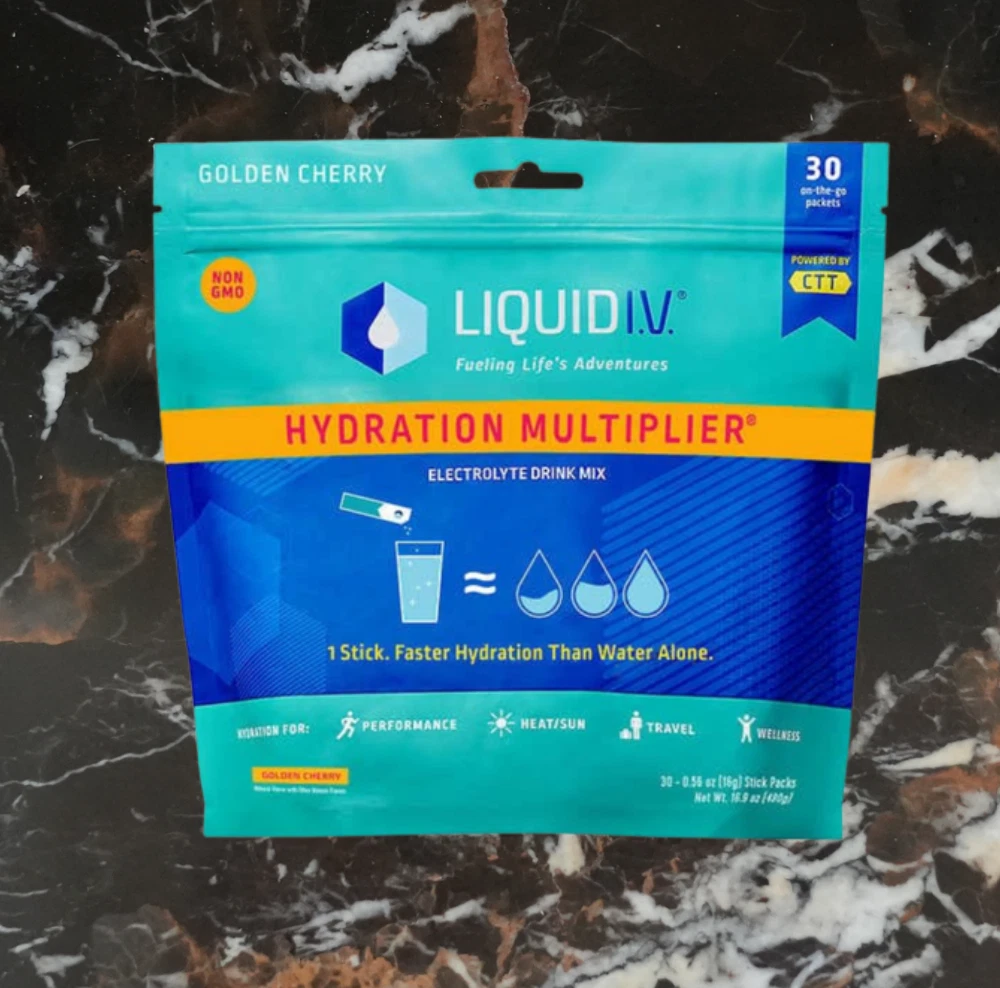 GOLDEN CHERRY
30
on-the-go
packets
POWERED BY
CTT
NON
GMO
LIQUID I.V.®
Fueling Life's Adventures
HYDRATION MULTIPLIER®
ELECTROLYTE DRINK MIX
≈
1 Stick. Faster Hydration Than Water Alone.
HYDRATION FOR: PERFORMANCE HEAT/SUN TRAVEL WELLNESS
GOLDEN CHERRY
30 - 0.56 oz (16g) Stick Packs
Net Wt. 16.9 oz (480g)